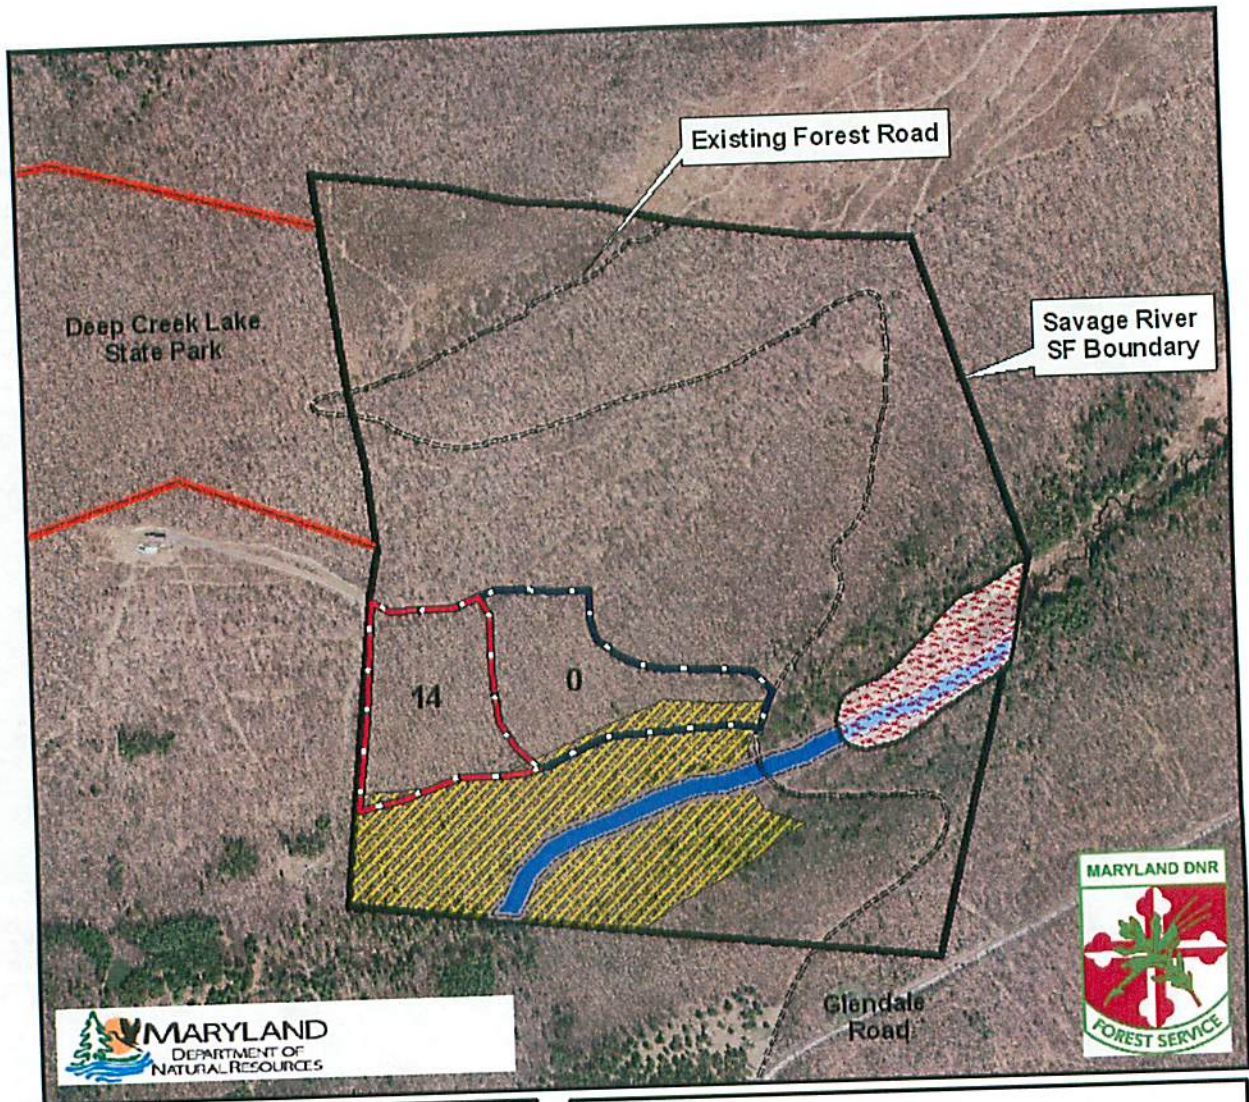 Existing Forest Road
Deep Creek Lake
State Park
Savage River
SF Boundary
14
0
MARYLAND DNR
FOREST SERVICE
Glendale
Road
MARYLAND
DEPARTMENT OF
NATURAL RESOURCES